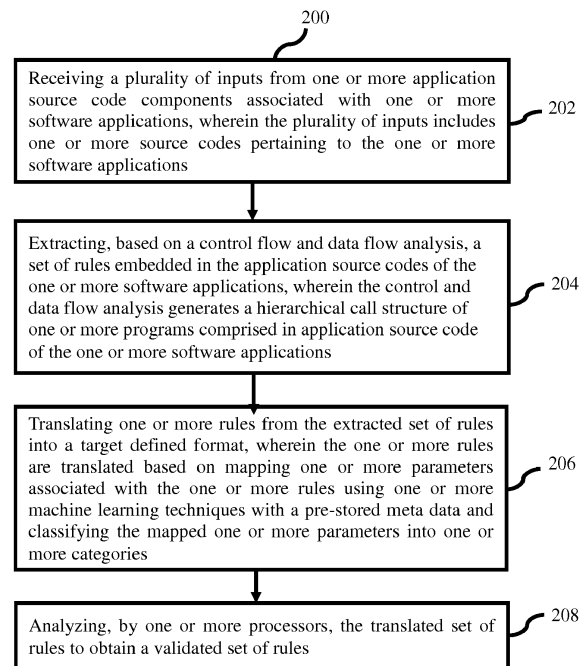 200
Receiving a plurality of inputs from one or more application
source code components associated with one or more
software applications, wherein the plurality of inputs includes
one or more source codes pertaining to the one or more
software applications
202
Extracting, based on a control flow and data flow analysis, a
set of rules embedded in the application source codes of the
one or more software applications, wherein the control and
data flow analysis generates a hierarchical call structure of
one or more programs comprised in application source code
of the one or more software applications
204
Translating one or more rules from the extracted set of rules
into a target defined format, wherein the one or more rules
are translated based on mapping one or more parameters
associated with the one or more rules using one or more
machine learning techniques with a pre-stored meta data and
classifying the mapped one or more parameters into one or
more categories
206
Analyzing, by one or more processors, the translated set of
rules to obtain a validated set of rules
208